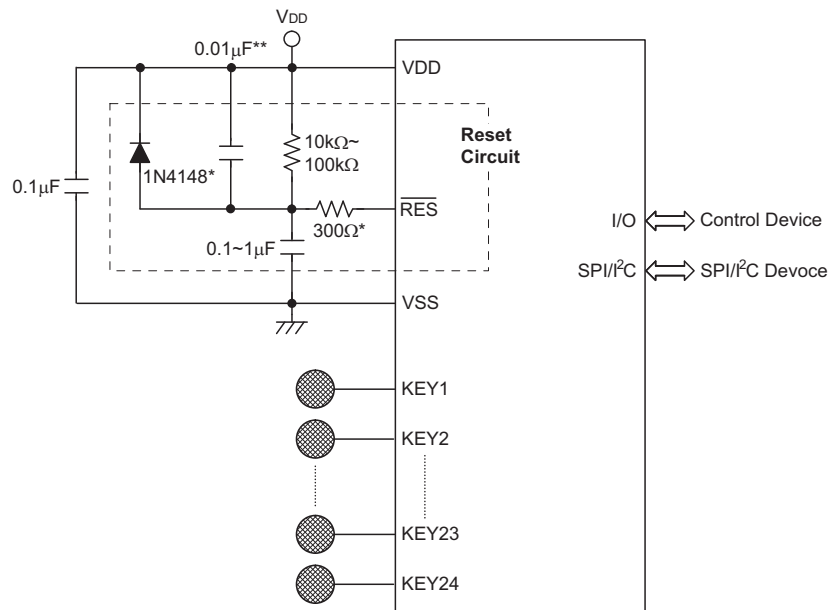 VDD
0.01μF**
VDD
Reset
Circuit
10kΩ~
100kΩ
1N4148*
0.1μF
RES
300Ω*
0.1~1μF
I/O
Control Device
SPI/I²C
SPI/I²C Devoce
VSS
KEY1
KEY2
KEY23
KEY24